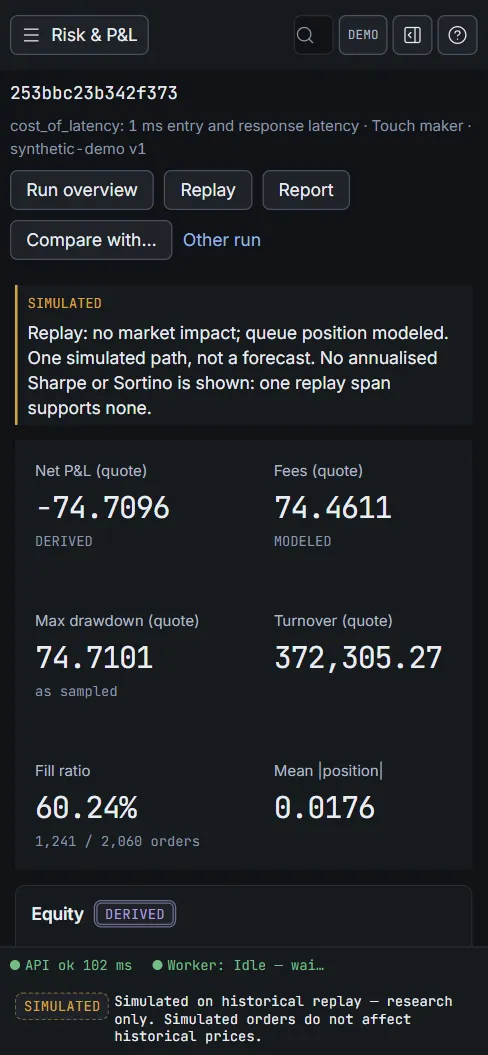 Risk & P&L
DEMO
253bbc23b342f373
cost_of_latency: 1 ms entry and response latency · Touch maker ·
synthetic-demo v1
Run overview
Replay
Report
Compare with...
Other run
SIMULATED
Replay: no market impact; queue position modeled.
One simulated path, not a forecast. No annualised
Sharpe or Sortino is shown: one replay span
supports none.
Net P&L (quote)
Fees (quote)
-74.7096
74.4611
DERIVED
MODELED
Max drawdown (quote)
Turnover (quote)
74.7101
372,305.27
as sampled
Fill ratio
Mean |position|
60.24%
0.0176
1,241 / 2,060 orders
Equity
DERIVED
API ok 102 ms
Worker: Idle — wai…
SIMULATED
Simulated on historical replay — research
only. Simulated orders do not affect
historical prices.